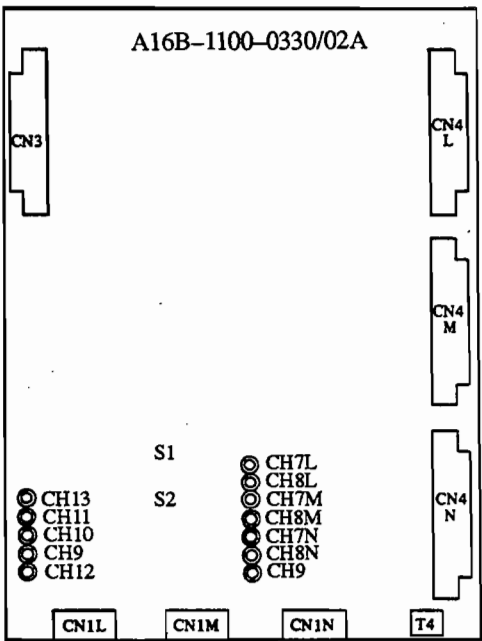 A16B-1100-0330/02A
CN3
CN4
L
CN4
M
S1
S2
CH13
CH11
CH10
CH9
CH12
CH7L
CH8L
CH7M
CH8M
CH7N
CH8N
CH9
CN4
N
CN1L
CN1M
CN1N
T4